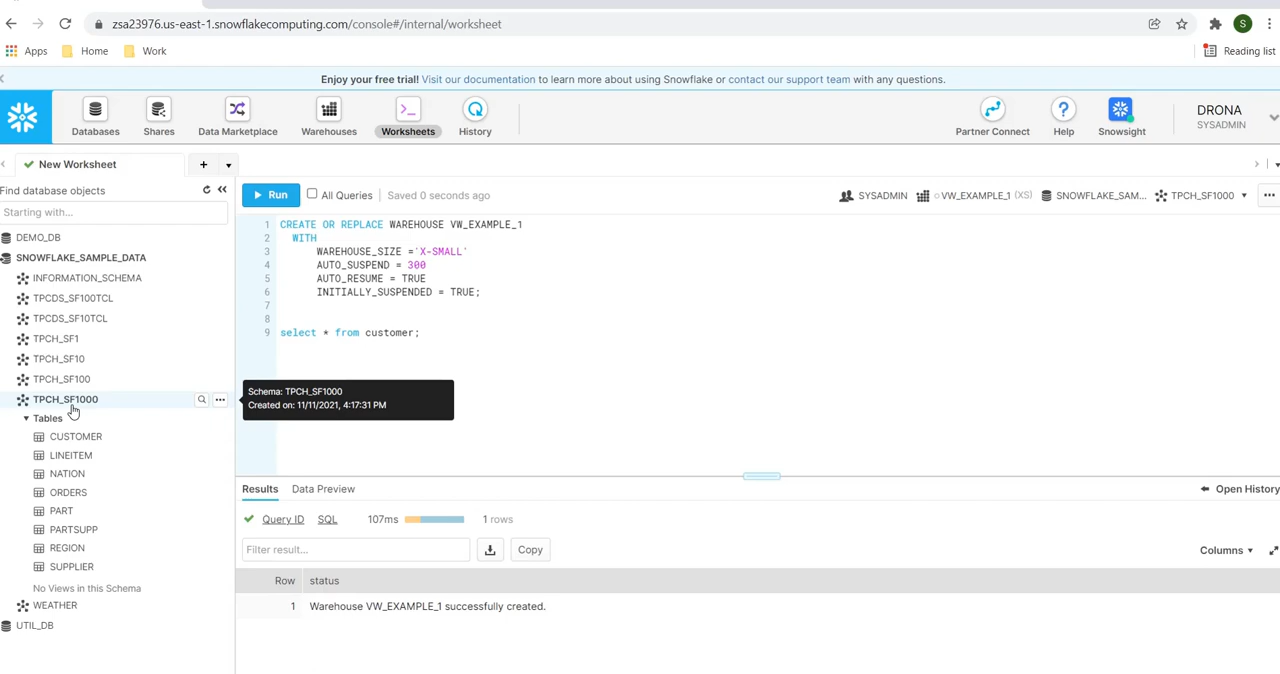 zsa23976.us-east-1.snowflakecomputing.com/console#/internal/worksheet
S
Apps Home Work Reading list
Enjoy your free trial! Visit our documentation to learn more about using Snowflake or contact our support team with any questions.
Databases Shares Data Marketplace Warehouses Worksheets History Partner Connect Help Snowsight DRONA
SYSADMIN
New Worksheet
Find database objects
Starting with...
DEMO_DB
SNOWFLAKE_SAMPLE_DATA
INFORMATION_SCHEMA
TPCDS_SF100TCL
TPCDS_SF10TCL
TPCH_SF1
TPCH_SF10
TPCH_SF100
TPCH_SF1000
Tables
CUSTOMER
LINEITEM
NATION
ORDERS
PART
PARTSUPP
REGION
SUPPLIER
No Views in this Schema
WEATHER
UTIL_DB
Run All Queries Saved 0 seconds ago SYSADMIN VW_EXAMPLE_1 (XS) SNOWFLAKE_SAM... TPCH_SF1000
1 CREATE OR REPLACE WAREHOUSE VW_EXAMPLE_1
2 WITH
3 WAREHOUSE_SIZE ='X-SMALL'
4 AUTO_SUSPEND = 300
5 AUTO_RESUME = TRUE
6 INITIALLY_SUSPENDED = TRUE;
7
8
9 select * from customer;
Schema: TPCH_SF1000
Created on: 11/11/2021, 4:17:31 PM
Results Data Preview Open History
Query ID SQL 107ms 1 rows
Filter result... Copy Columns
Row status
1 Warehouse VW_EXAMPLE_1 successfully created.